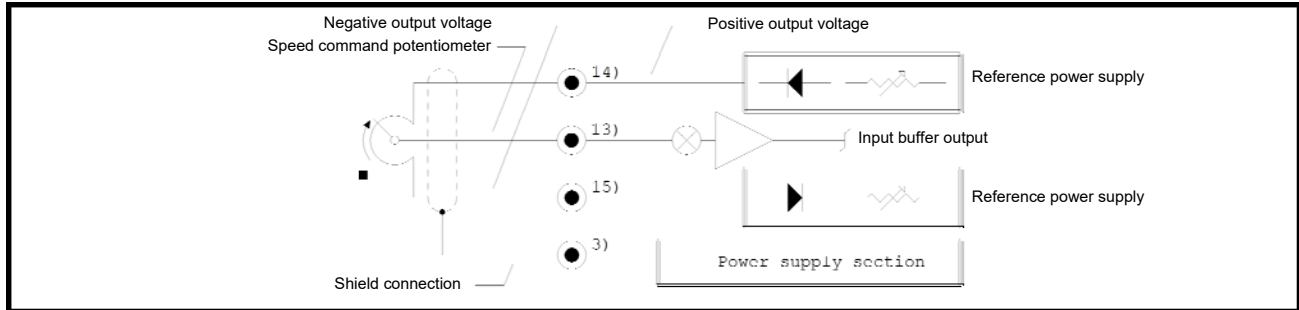 Negative output voltage
Positive output voltage
Speed command potentiometer
14)
Reference power supply
13)
Input buffer output
15)
Reference power supply
3)
Power supply section
Shield connection